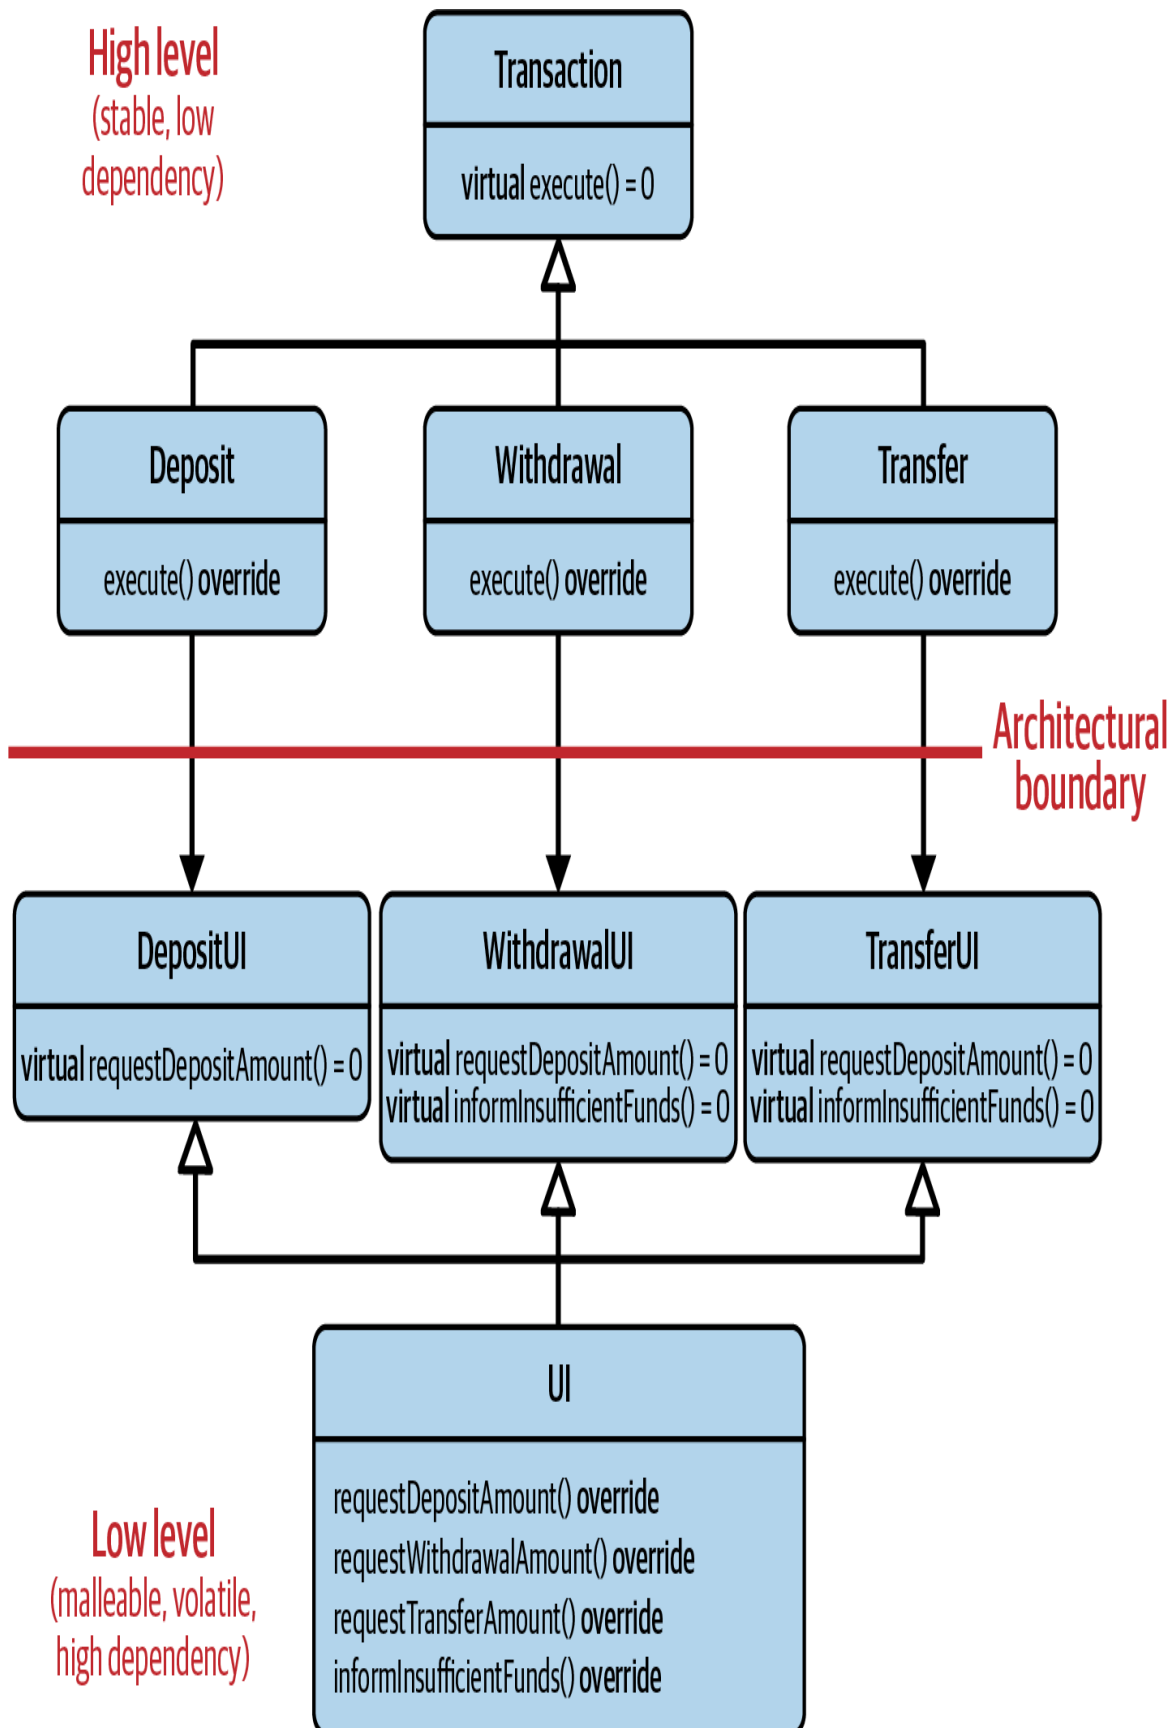 High level
(stable, low
dependency)
Transaction
virtual execute() = 0
Deposit
execute() override
Withdrawal
execute() override
Transfer
execute() override
Architectural
boundary
DepositUI
virtual requestDepositAmount() = 0
WithdrawalUI
virtual requestDepositAmount() = 0
virtual informInsufficientFunds() = 0
TransferUI
virtual requestDepositAmount() = 0
virtual informInsufficientFunds() = 0
UI
requestDepositAmount() override
requestWithdrawalAmount() override
requestTransferAmount() override
informInsufficientFunds() override
Low level
(malleable, volatile,
high dependency)